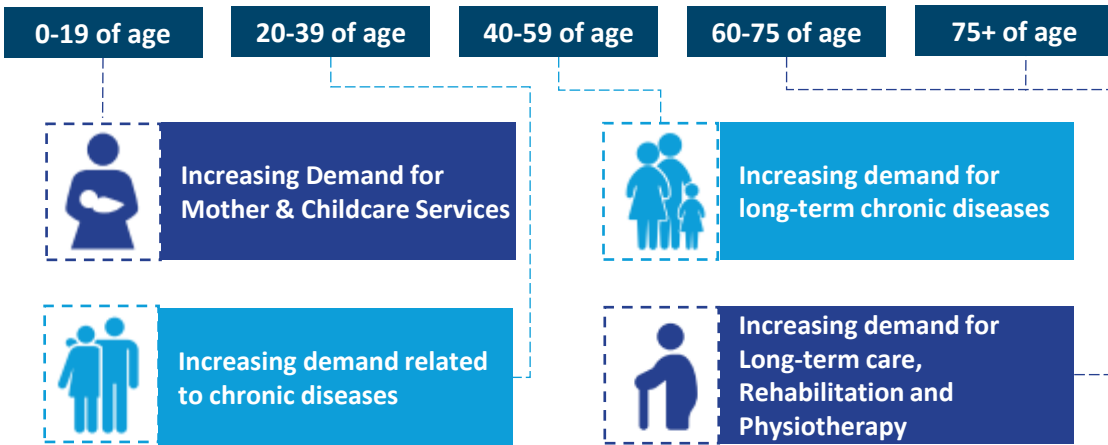 0-19 of age
20-39 of age
40-59 of age
60-75 of age
75+ of age
Increasing Demand for
Mother & Childcare Services
Increasing demand for
long-term chronic diseases
Increasing demand related
to chronic diseases
Increasing demand for
Long-term care,
Rehabilitation and
Physiotherapy